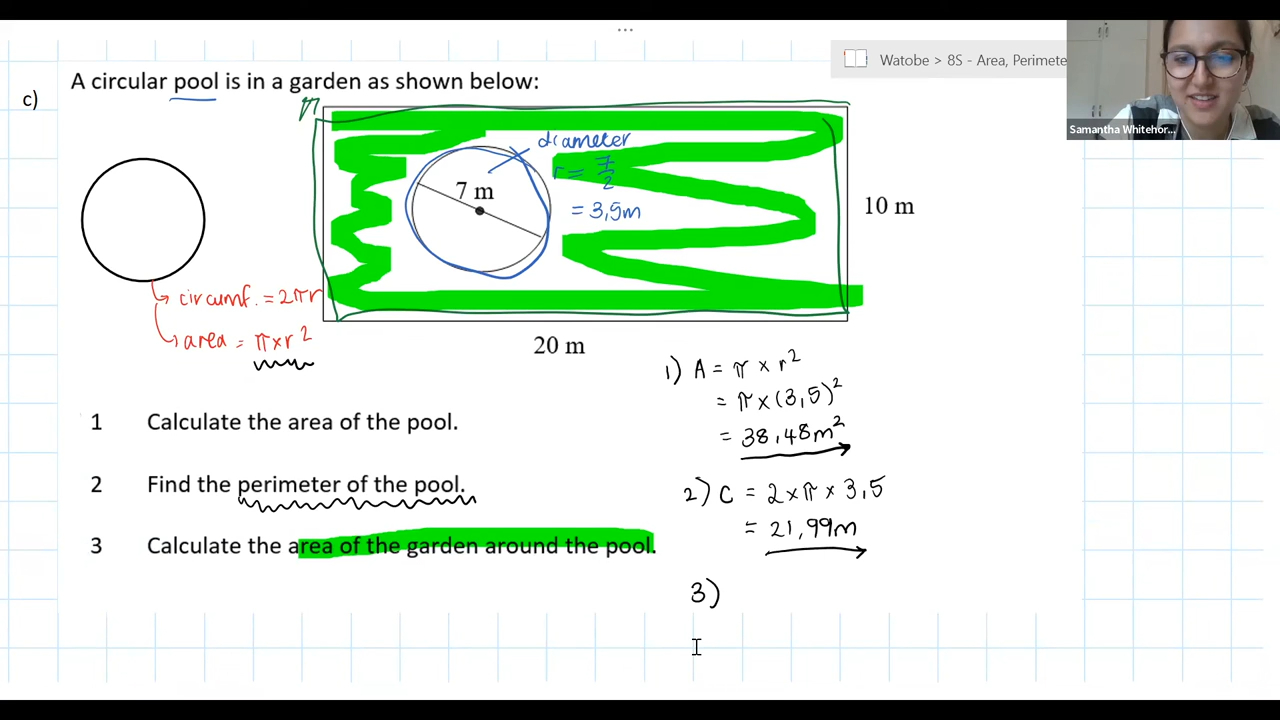 Watobe > 8S - Area, Perimete
Samantha Whitehor...
c) A circular pool is in a garden as shown below:
diameter
r = 7/2
= 3,5m
7 m
10 m
20 m
circumf. = 2πr
area = π×r²
1) A = π × r²
= π × (3,5)²
= 38,48m²
1 Calculate the area of the pool.
2 Find the perimeter of the pool.
2) C = 2 × π × 3,5
= 21,99m
3 Calculate the area of the garden around the pool.
3)